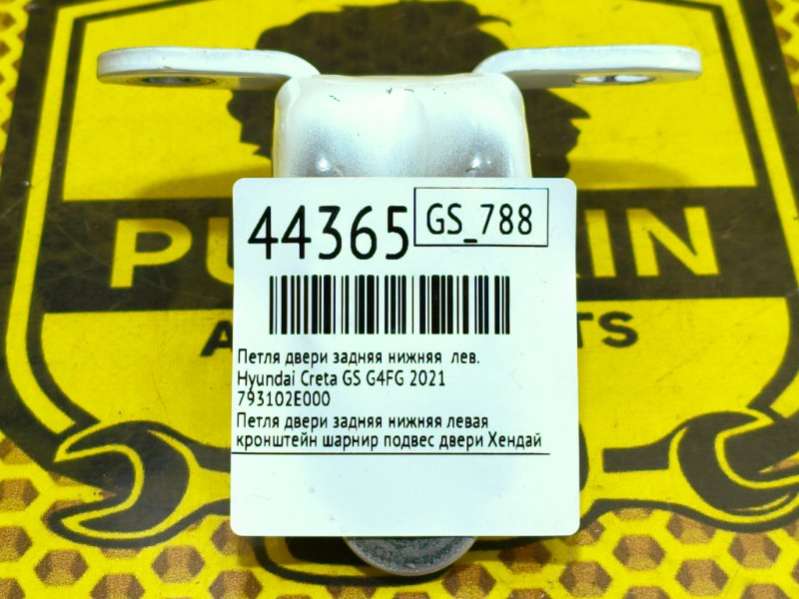 44365
GS_788
Петля двери задняя нижняя лев.
Hyundai Creta GS G4FG 2021
793102E000
Петля двери задняя нижняя левая
кронштейн шарнир подвес двери Хендай